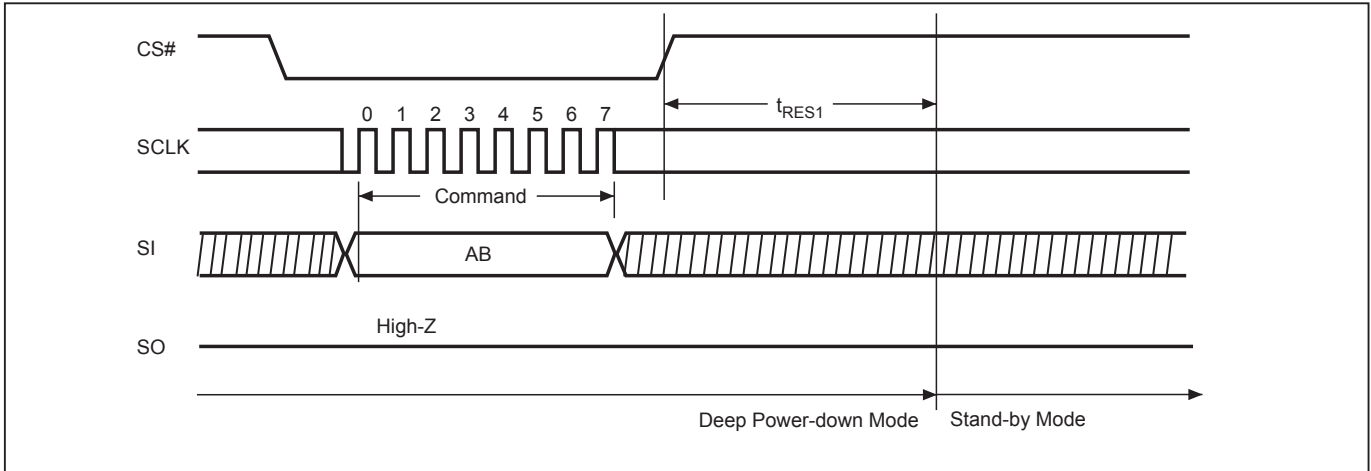 CS#
tRES1
0 1 2 3 4 5 6 7
SCLK
Command
SI
AB
High-Z
SO
Deep Power-down Mode Stand-by Mode